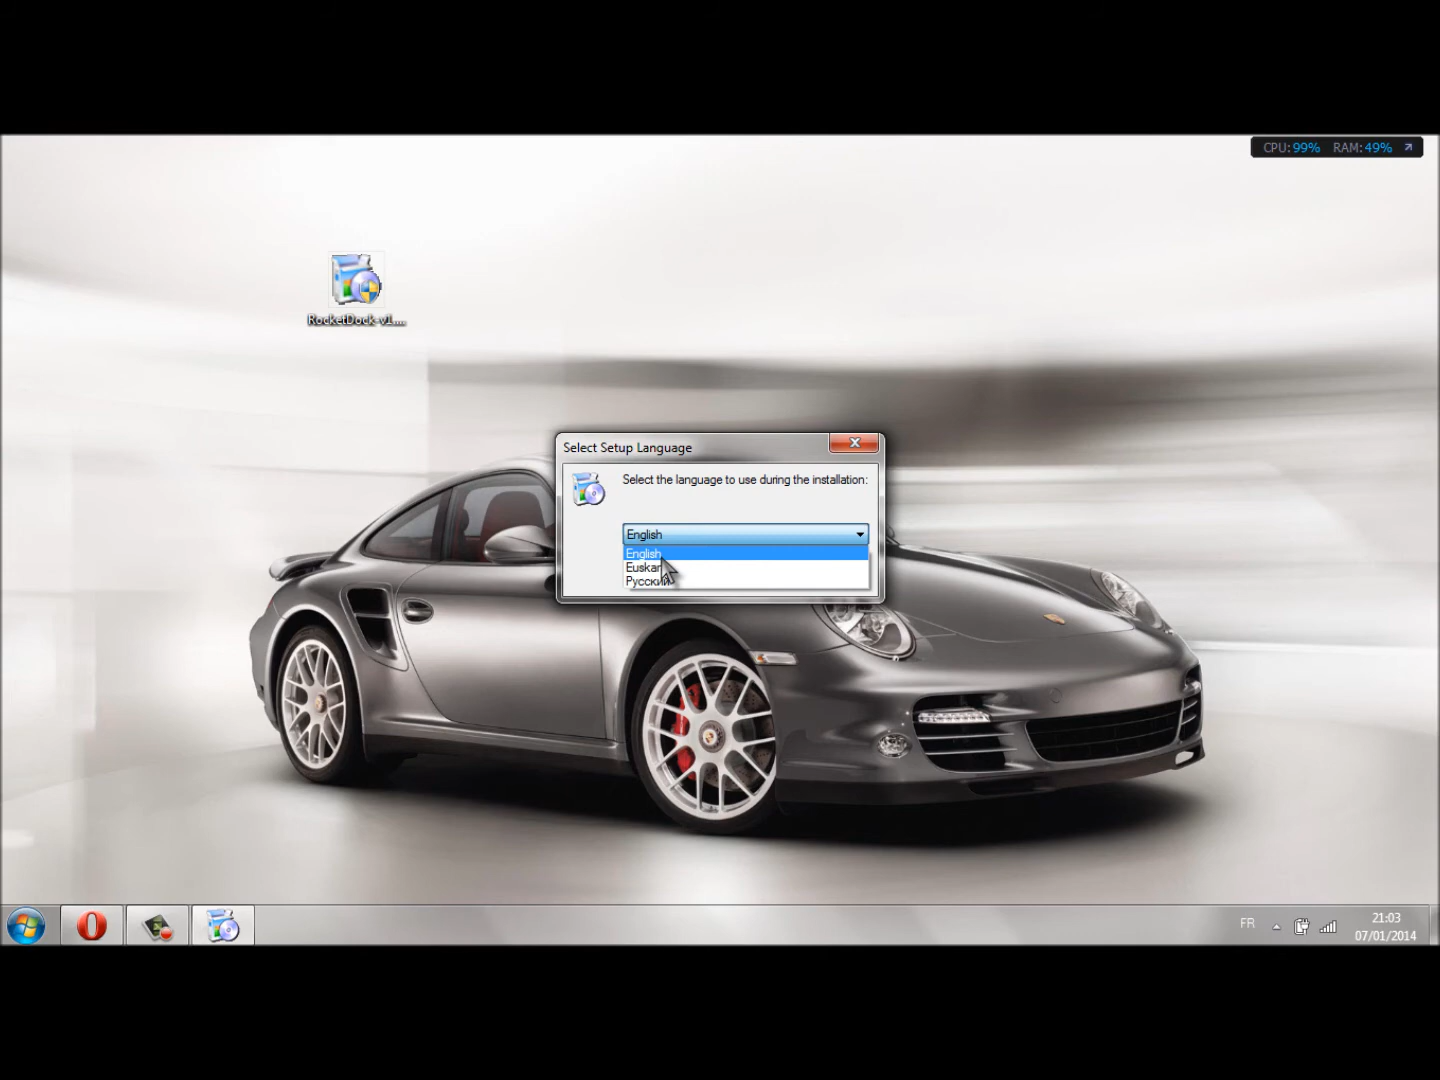 CPU: 99% RAM: 49%
RocketDock-v1....
Select Setup Language
Select the language to use during the installation:
English
English
Русский
FR
21:03
07/01/2014